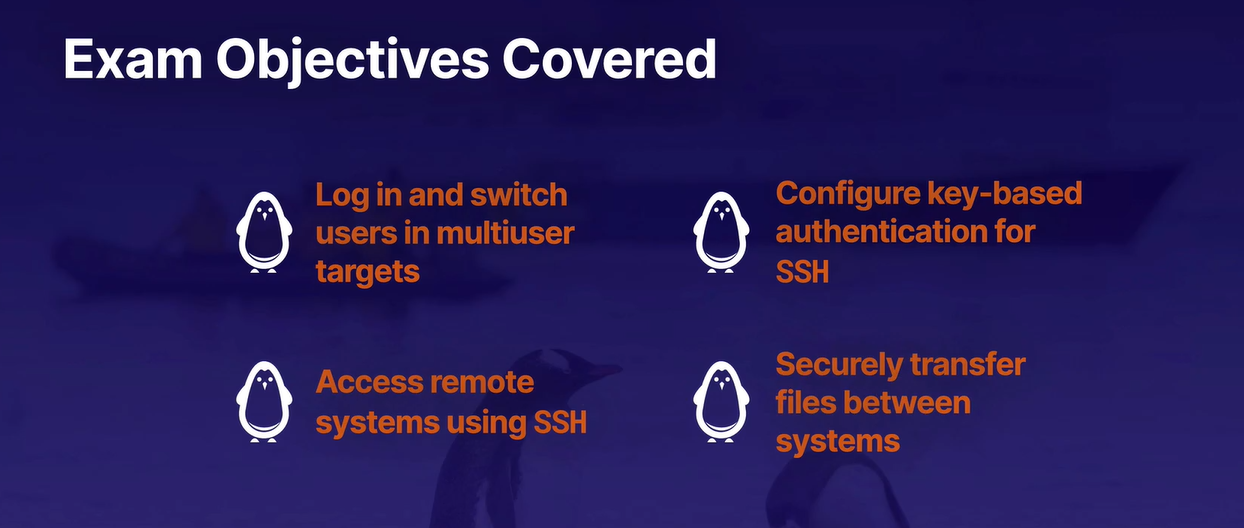 Exam Objectives Covered
Log in and switch
users in multiuser
targets
Configure key-based
authentication for
SSH
Access remote
systems using SSH
Securely transfer
files between
systems